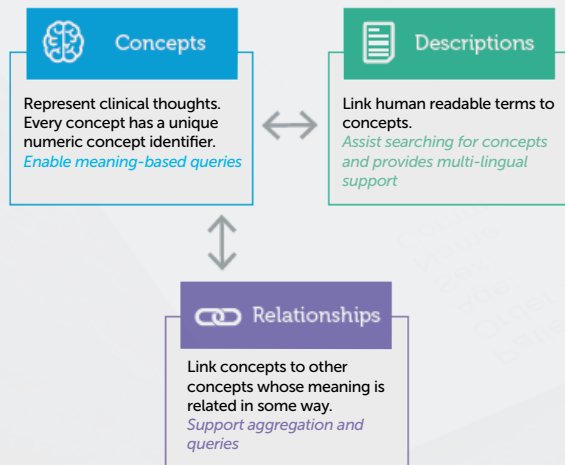 Concepts
Represent clinical thoughts.
Every concept has a unique
numeric concept identifier.
Enable meaning-based queries
Descriptions
Link human readable terms to
concepts.
Assist searching for concepts
and provides multi-lingual
support
Relationships
Link concepts to other
concepts whose meaning is
related in some way.
Support aggregation and
queries